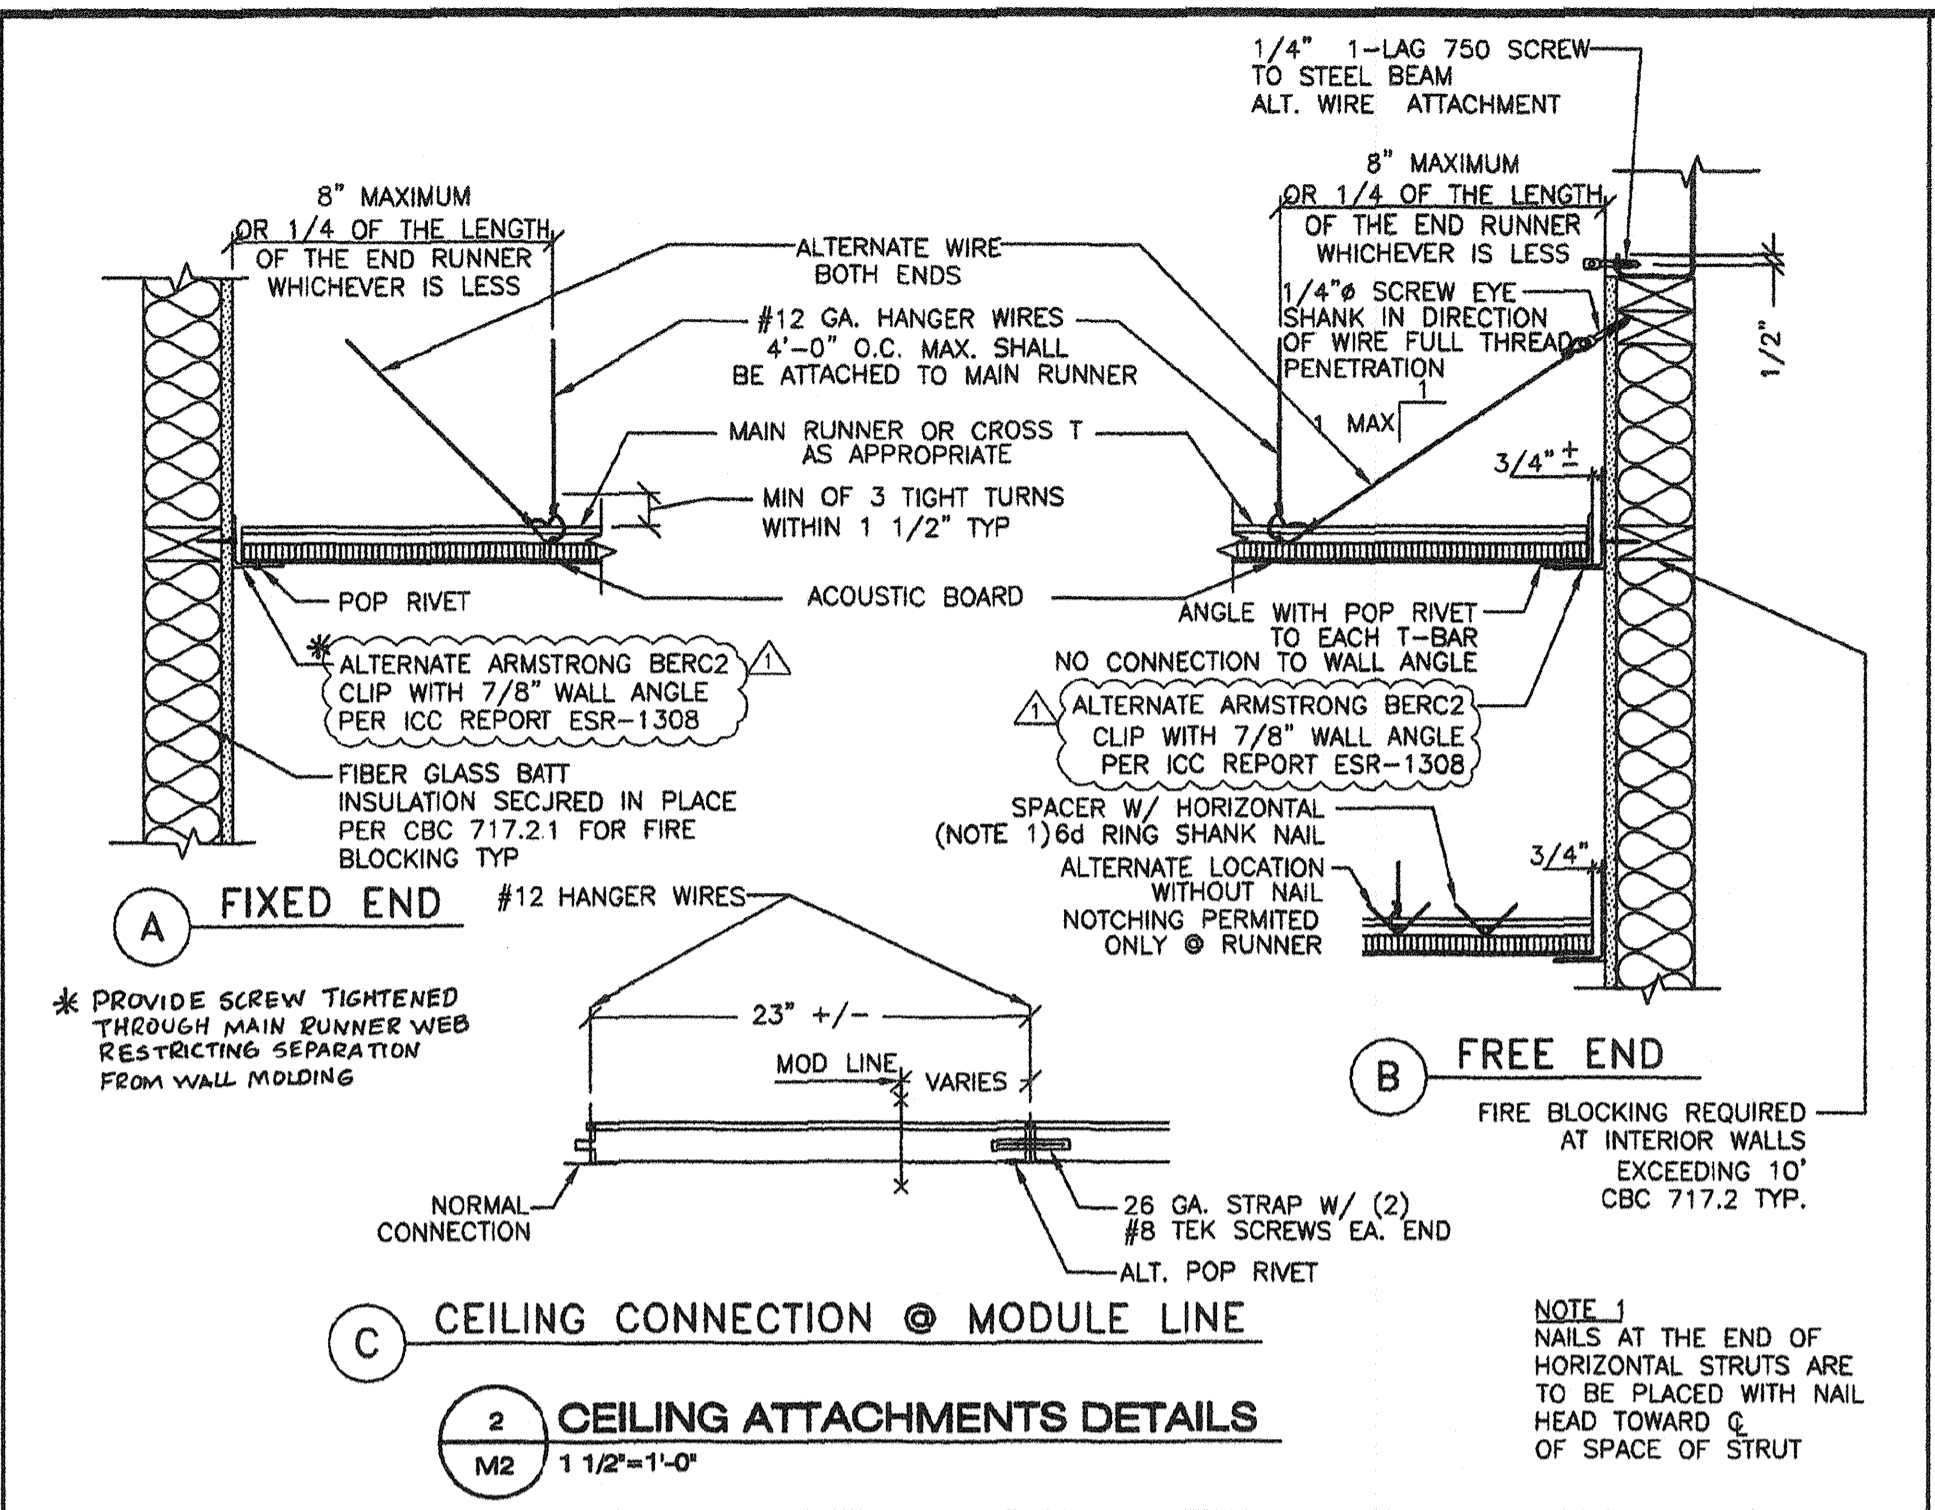 1/4" 1-LAG 750 SCREW
TO STEEL BEAM
ALT. WIRE ATTACHMENT
8" MAXIMUM
OR 1/4 OF THE LENGTH
OF THE END RUNNER
WHICHEVER IS LESS
ALTERNATE WIRE
BOTH ENDS
#12 GA. HANGER WIRES
4'-0" O.C. MAX. SHALL
BE ATTACHED TO MAIN RUNNER
MAIN RUNNER OR CROSS T
AS APPROPRIATE
MIN OF 3 TIGHT TURNS
WITHIN 1 1/2" TYP
ACOUSTIC BOARD
8" MAXIMUM
OR 1/4 OF THE LENGTH
OF THE END RUNNER
WHICHEVER IS LESS
1/4"ø SCREW EYE
SHANK IN DIRECTION
OF WIRE FULL THREAD
PENETRATION
1
1 MAX
1/2"
3/4" ±
POP RIVET
*
ALTERNATE ARMSTRONG BERC2
CLIP WITH 7/8" WALL ANGLE
PER ICC REPORT ESR-1308
1
FIBER GLASS BATT
INSULATION SECJRED IN PLACE
PER CBC 717.2.1 FOR FIRE
BLOCKING TYP
A
FIXED END
* PROVIDE SCREW TIGHTENED
THROUGH MAIN RUNNER WEB
RESTRICTING SEPARATION
FROM WALL MOLDING
ANGLE WITH POP RIVET
TO EACH T-BAR
NO CONNECTION TO WALL ANGLE
1
ALTERNATE ARMSTRONG BERC2
CLIP WITH 7/8" WALL ANGLE
PER ICC REPORT ESR-1308
SPACER W/ HORIZONTAL
(NOTE 1)6d RING SHANK NAIL
ALTERNATE LOCATION
WITHOUT NAIL
NOTCHING PERMITED
ONLY @ RUNNER
3/4"
B
FREE END
FIRE BLOCKING REQUIRED
AT INTERIOR WALLS
EXCEEDING 10'
CBC 717.2 TYP.
#12 HANGER WIRES
23" +/-
MOD LINE
VARIES
NORMAL
CONNECTION
26 GA. STRAP W/ (2)
#8 TEK SCREWS EA. END
ALT. POP RIVET
C
CEILING CONNECTION @ MODULE LINE
2
M2
CEILING ATTACHMENTS DETAILS
1 1/2"=1'-0"
NOTE 1
NAILS AT THE END OF
HORIZONTAL STRUTS ARE
TO BE PLACED WITH NAIL
HEAD TOWARD ℄
OF SPACE OF STRUT